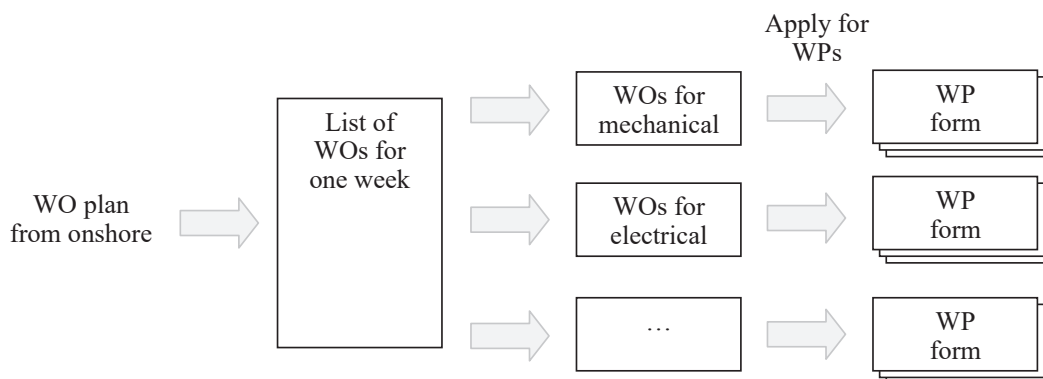 Apply for
WPs
WO plan
from onshore
List of
WOs for
one week
WOs for
mechanical
WP
form
WOs for
electrical
WP
form
...
WP
form